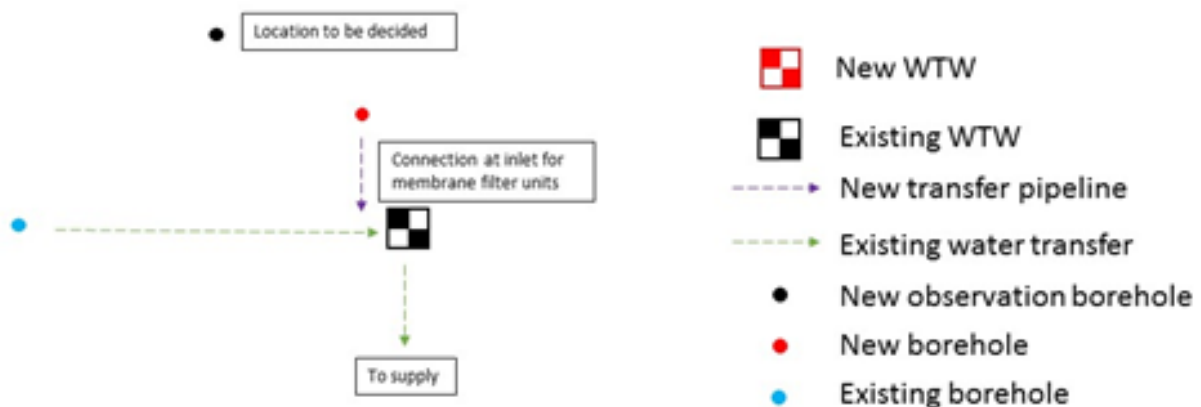 Location to be decided
Connection at inlet for
membrane filter units
To supply
New WTW
Existing WTW
New transfer pipeline
Existing water transfer
New observation borehole
New borehole
Existing borehole